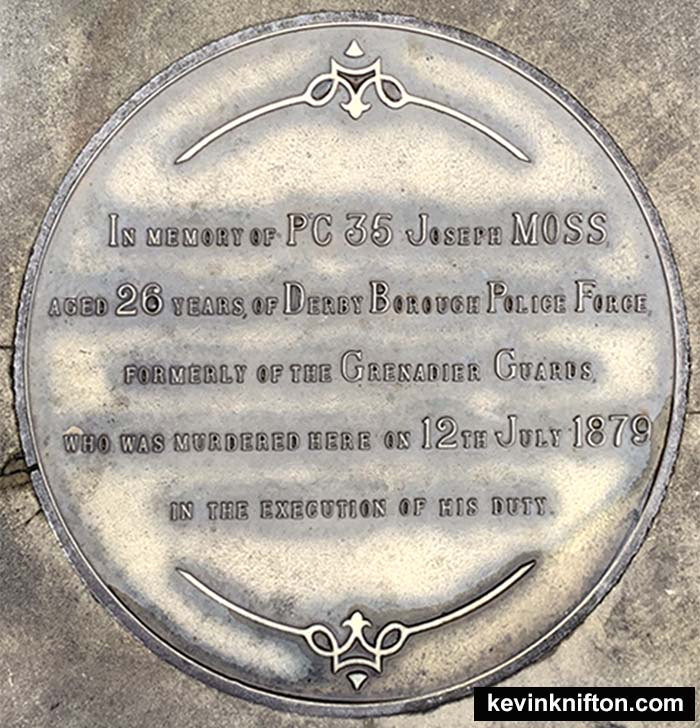 In memory of PC 35 Joseph MOSS,
aged 26 years, of Derby Borough Police Force,
formerly of the Grenadier Guards,
who was murdered here on 12th July 1879
in the execution of his duty.
kevinknifton.com